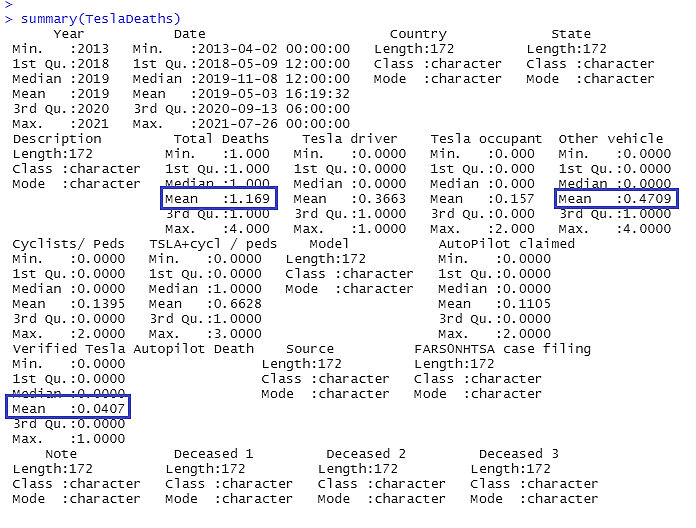 >
> summary(TeslaDeaths)
Year Date Country State
Min. :2013 Min. :2013-04-02 00:00:00 Length:172 Length:172
1st Qu.:2018 1st Qu.:2018-05-09 12:00:00 Class :character Class :character
Median :2019 Median :2019-11-08 12:00:00 Mode :character Mode :character
Mean :2019 Mean :2019-05-03 16:19:32
3rd Qu.:2020 3rd Qu.:2020-09-13 06:00:00
Max. :2021 Max. :2021-07-26 00:00:00
Description Total Deaths Tesla driver Tesla occupant Other vehicle
Length:172 Min. :1.000 Min. :0.0000 Min. :0.000 Min. :0.0000
Class :character 1st Qu.:1.000 1st Qu.:0.0000 1st Qu.:0.000 1st Qu.:0.0000
Mode :character Median :1.000 Median :0.0000 Median :0.000 Median :0.0000
Mean :1.169 Mean :0.3663 Mean :0.157 Mean :0.4709
3rd Qu.:1.000 3rd Qu.:1.0000 3rd Qu.:0.000 3rd Qu.:1.0000
Max. :4.000 Max. :1.0000 Max. :2.000 Max. :4.0000
Cyclists/ Peds TSLA+cycl / peds Model AutoPilot claimed
Min. :0.0000 Min. :0.0000 Length:172 Min. :0.0000
1st Qu.:0.0000 1st Qu.:0.0000 Class :character 1st Qu.:0.0000
Median :0.0000 Median :1.0000 Mode :character Median :0.0000
Mean :0.1395 Mean :0.6628 Mean :0.1105
3rd Qu.:0.0000 3rd Qu.:1.0000 3rd Qu.:0.0000
Max. :2.0000 Max. :3.0000 Max. :2.0000
Verified Tesla Autopilot Death Source FARS0NHTSA case filing
Min. :0.0000 Length:172 Length:172
1st Qu.:0.0000 Class :character Class :character
Median :0.0000 Mode :character Mode :character
Mean :0.0407
3rd Qu.:0.0000
Max. :1.0000
Note Deceased 1 Deceased 2 Deceased 3
Length:172 Length:172 Length:172 Length:172
Class :character Class :character Class :character Class :character
Mode :character Mode :character Mode :character Mode :character